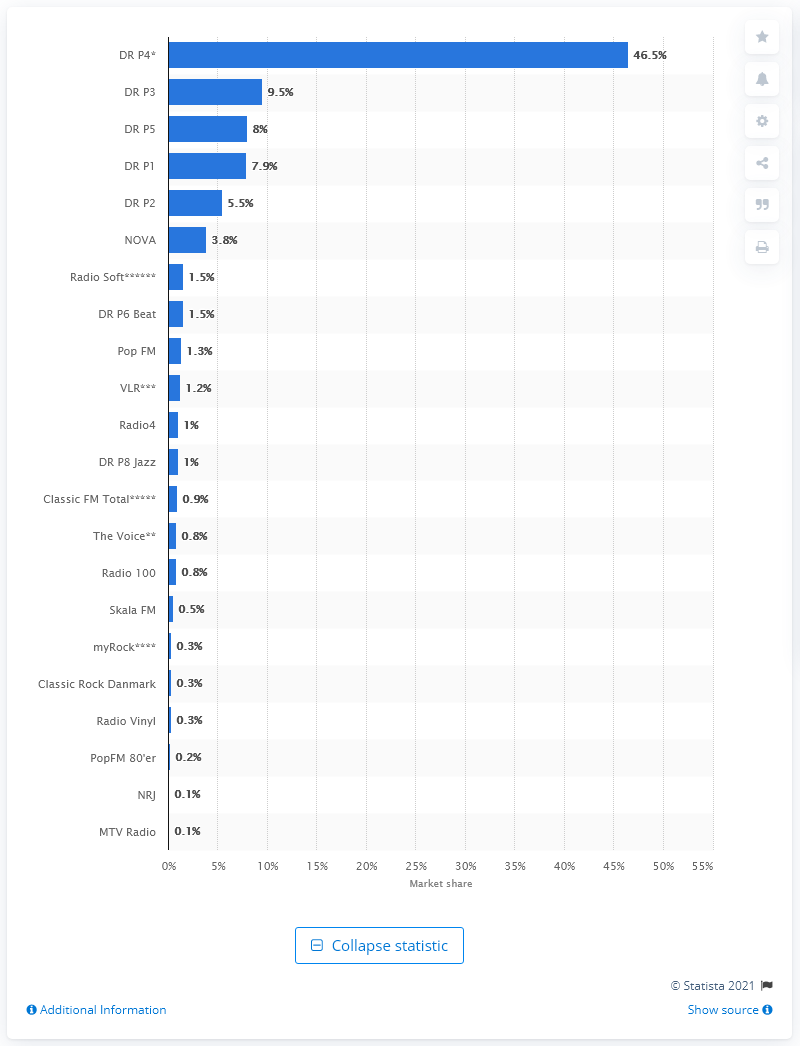 DR P4* 46.5%
DR P3 9.5%
DR P5 8%
DR P1 7.9%
DR P2 5.5%
NOVA 3.8%
Radio Soft****** 1.5%
DR P6 Beat 1.5%
Pop FM 1.3%
VLR*** 1.2%
Radio4 1%
DR P8 Jazz 1%
Classic FM Total***** 0.9%
The Voice** 0.8%
Radio 100 0.8%
Skala FM 0.5%
myRock**** 0.3%
Classic Rock Danmark 0.3%
Radio Vinyl 0.3%
PopFM 80'er 0.2%
NRJ 0.1%
MTV Radio 0.1%
0% 5% 10% 15% 20% 25% 30% 35% 40% 45% 50% 55%
Market share
Collapse statistic
© Statista 2021
Additional Information Show source